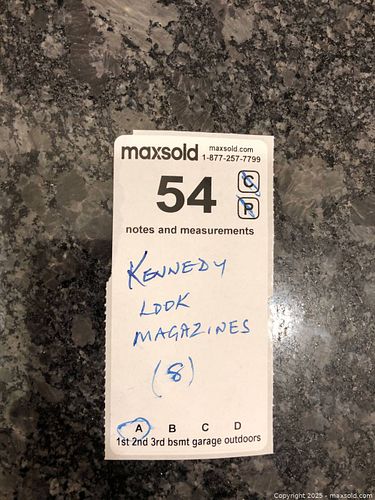 maxsold maxsold.com
1-877-257-7799
54 C
P
notes and measurements
KENNEDY
LOOK
MAGAZINES
(8)
A B C D
1st 2nd 3rd bsmt garage outdoors
Copyright 2025 - maxsold.com